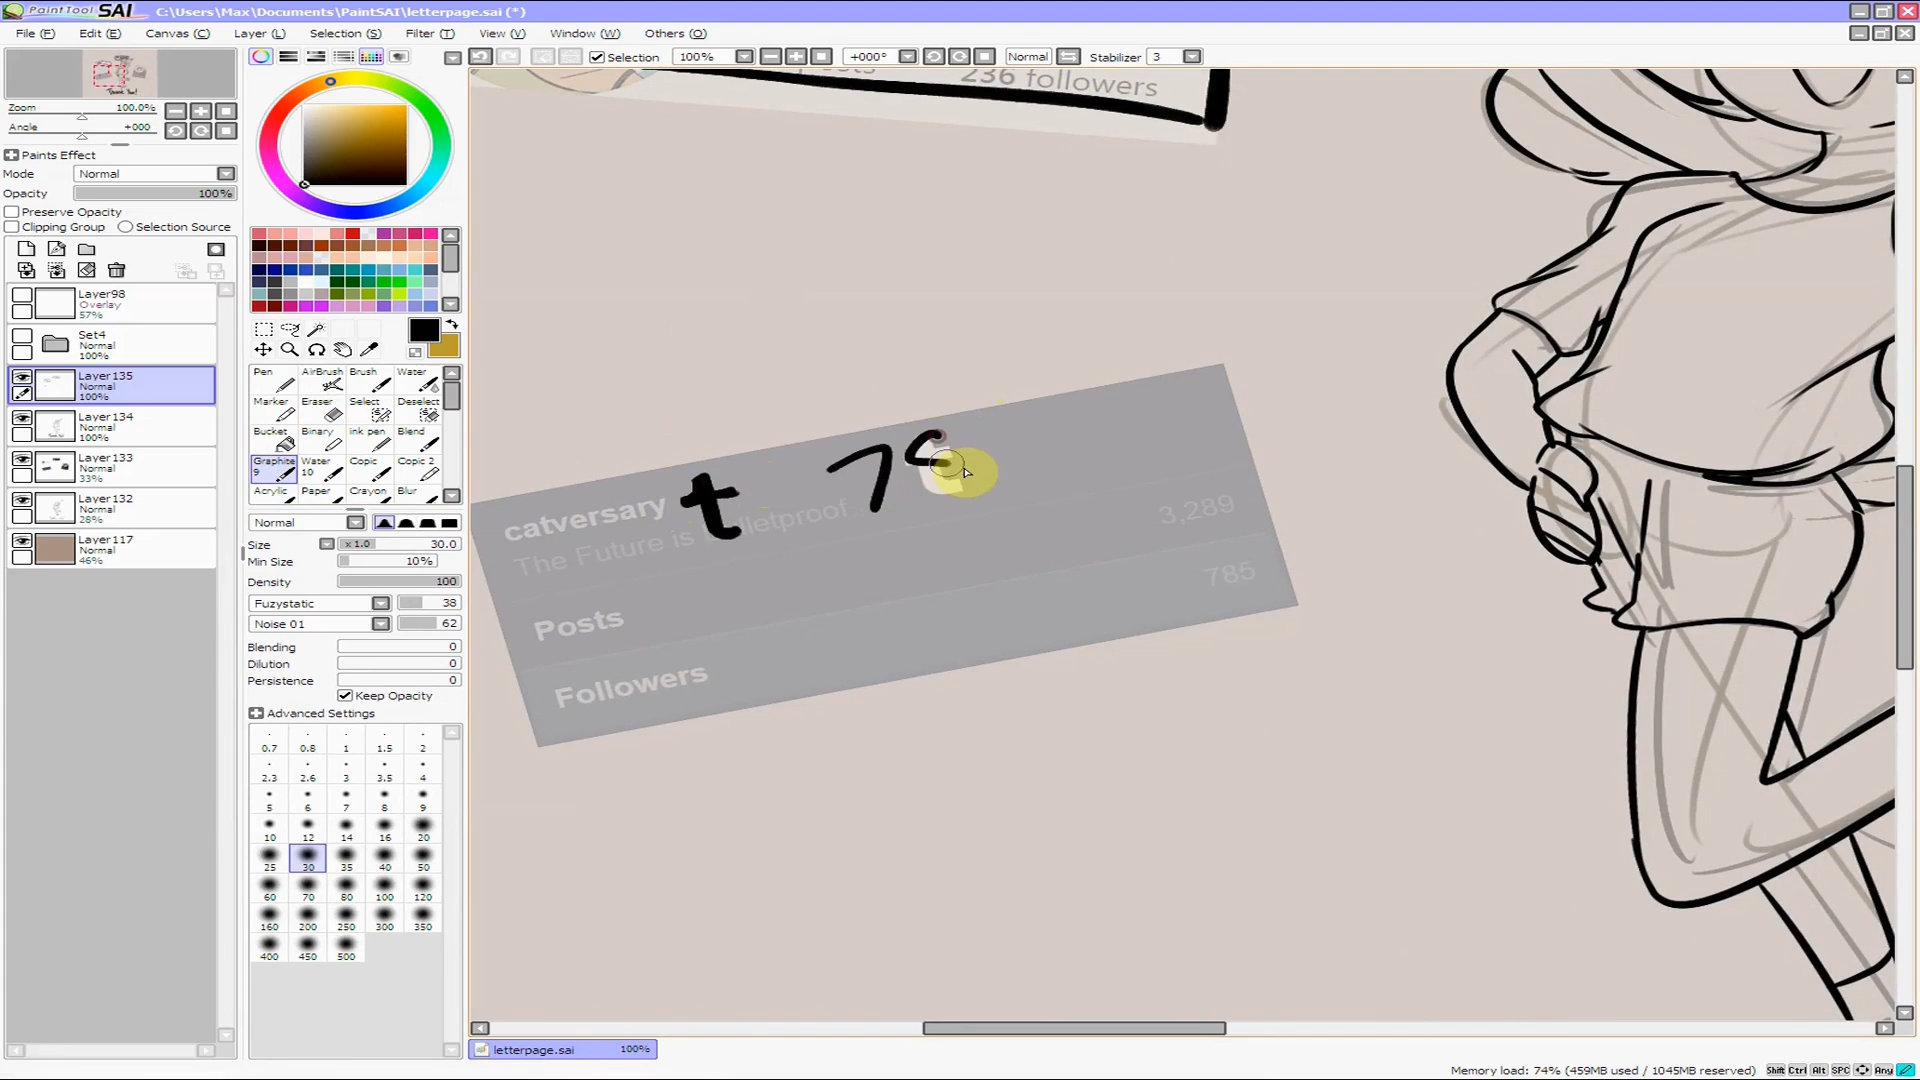 PaintTool SAI C:\Users\Max\Documents\PaintSAI\letterpage.sai (*)
File (F) Edit (E) Canvas (C) Layer (L) Selection (S) Filter (T) View (V) Window (W) Others (O)
Selection 100% +000° Normal Stabilizer 3
Zoom 100.0%
Angle +000
Paints Effect
Mode Normal
Opacity 100%
Preserve Opacity
Clipping Group Selection Source
Layer98
Overlay
57%
Set4
Normal
100%
Layer135
Normal
100%
Layer134
Normal
100%
Layer133
Normal
33%
Layer132
Normal
28%
Layer117
Normal
46%
Pen AirBrush Brush Water
Marker Eraser Select Deselect
Bucket Binary ink pen Blend
Graphite 9 Water 10 Copic Copic 2
Acrylic Paper Crayon Blur
Normal
Size x 1.0 30.0
Min Size 10%
Density 100
Fuzystatic 38
Noise 01 62
Blending 0
Dilution 0
Persistence 0
Keep Opacity
Advanced Settings
0.7 0.8 1 1.5 2
2.3 2.6 3 3.5 4
5 6 7 8 9
10 12 14 16 20
25 30 35 40 50
60 70 80 100 120
160 200 250 300 350
400 450 500
236 followers
t 7
catversary
The Future is Bulletproof.
Posts 3,289
Followers 785
letterpage.sai 100%
Memory load: 74% (459MB used / 1045MB reserved) Shift Ctrl Alt SPC Any